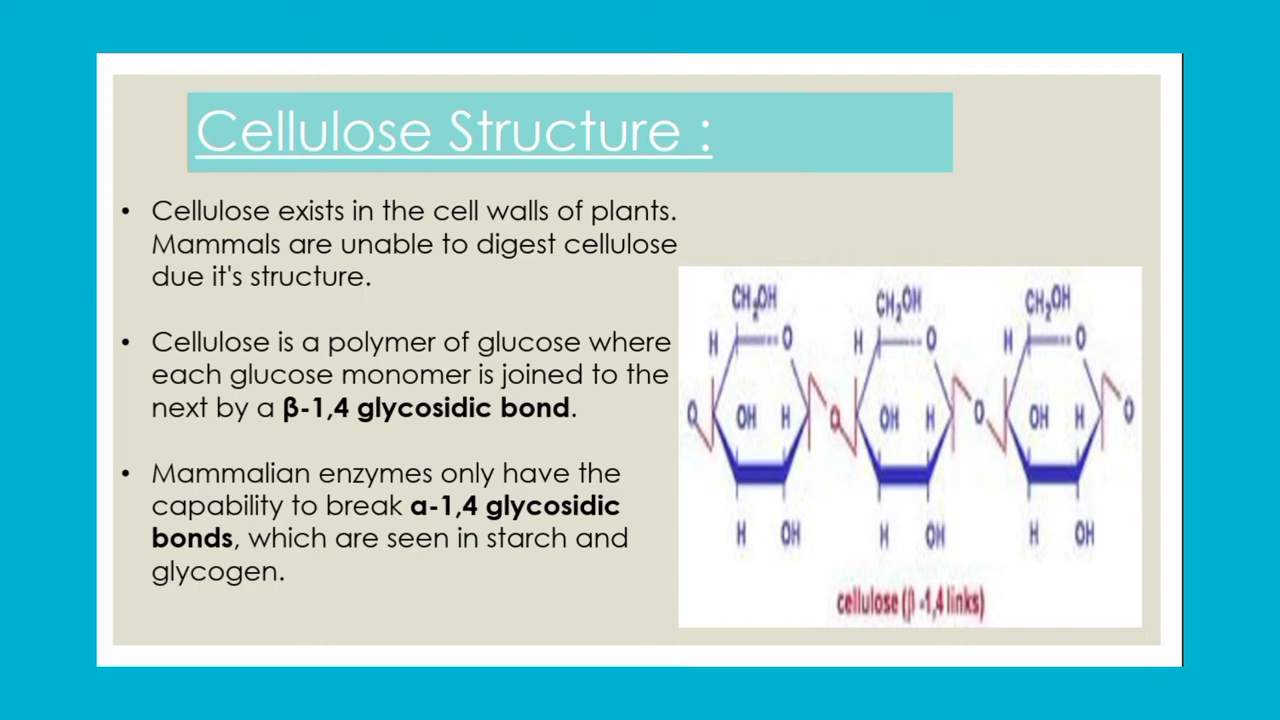 Cellulose Structure :
• Cellulose exists in the cell walls of plants.
Mammals are unable to digest cellulose
due it's structure.
• Cellulose is a polymer of glucose where
each glucose monomer is joined to the
next by a β-1,4 glycosidic bond.
• Mammalian enzymes only have the
capability to break α-1,4 glycosidic
bonds, which are seen in starch and
glycogen.
CH₂OH CH₂OH CH₂OH
H O H O H O
O OH H O OH H O OH H O
H OH H OH H OH
cellulose (β -1,4 links)